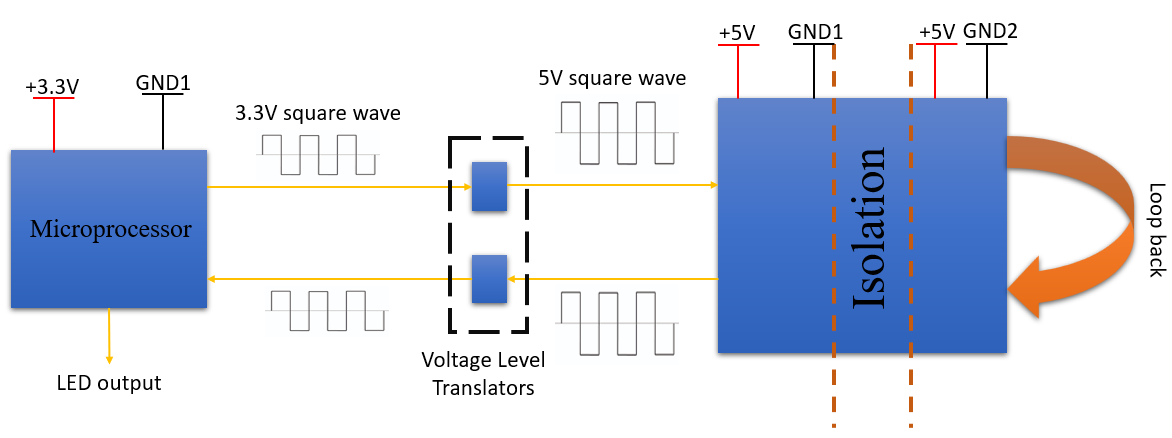 +5V
GND1
+5V
GND2
+3.3V
GND1
3.3V square wave
5V square wave
Microprocessor
Isolation
Loop back
Voltage Level
Translators
LED output